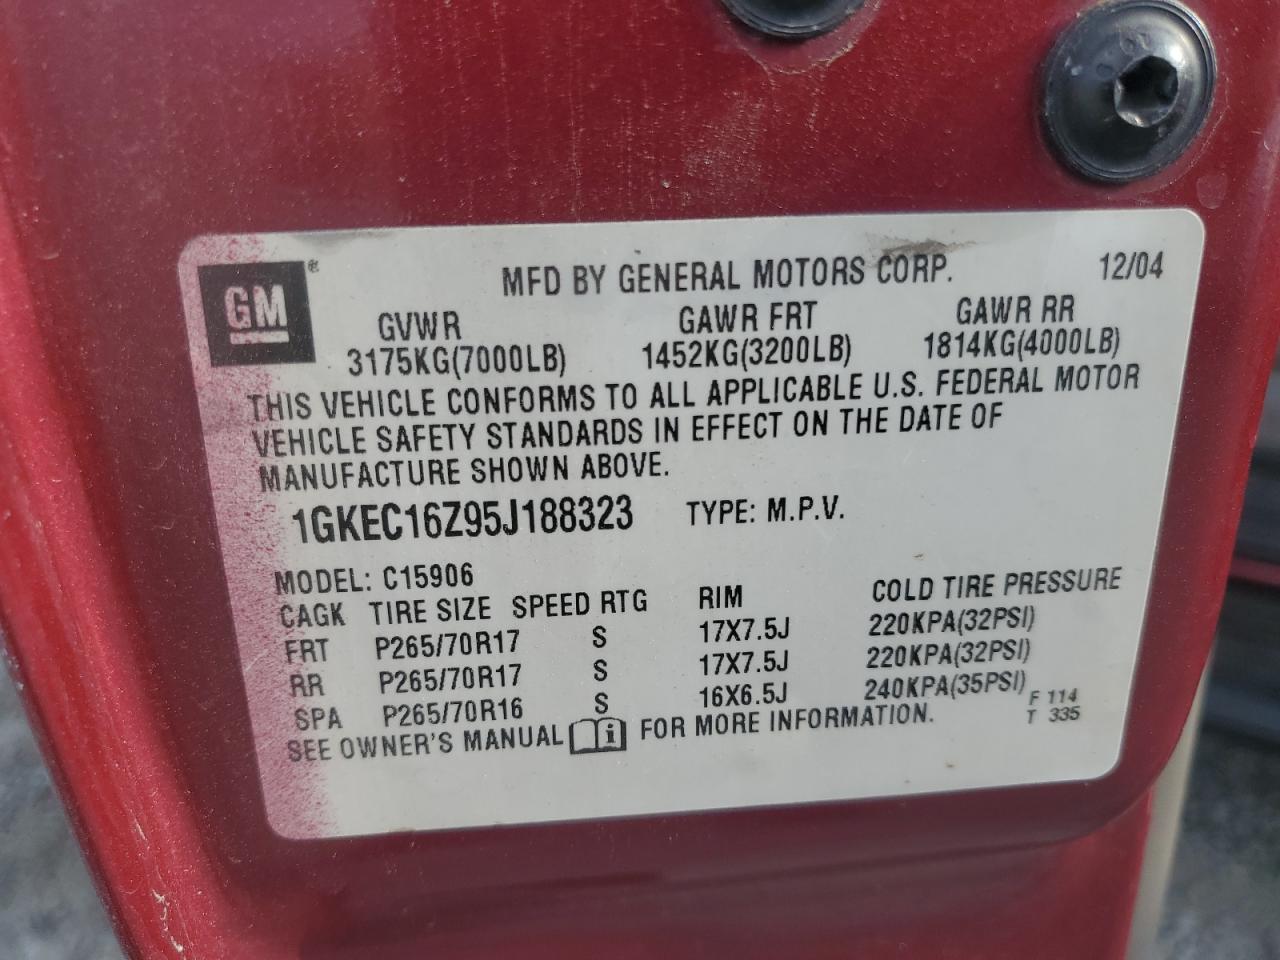 GM®
MFD BY GENERAL MOTORS CORP. 12/04
GVWR GAWR FRT GAWR RR
3175KG(7000LB) 1452KG(3200LB) 1814KG(4000LB)
THIS VEHICLE CONFORMS TO ALL APPLICABLE U.S. FEDERAL MOTOR
VEHICLE SAFETY STANDARDS IN EFFECT ON THE DATE OF
MANUFACTURE SHOWN ABOVE.
1GKEC16Z95J188323 TYPE: M.P.V.
MODEL: C15906
CAGK TIRE SIZE SPEED RTG RIM COLD TIRE PRESSURE
FRT P265/70R17 S 17X7.5J 220KPA(32PSI)
RR P265/70R17 S 17X7.5J 220KPA(32PSI)
SPA P265/70R16 S 16X6.5J 240KPA(35PSI)
SEE OWNER'S MANUAL i FOR MORE INFORMATION.
F 114
T 335